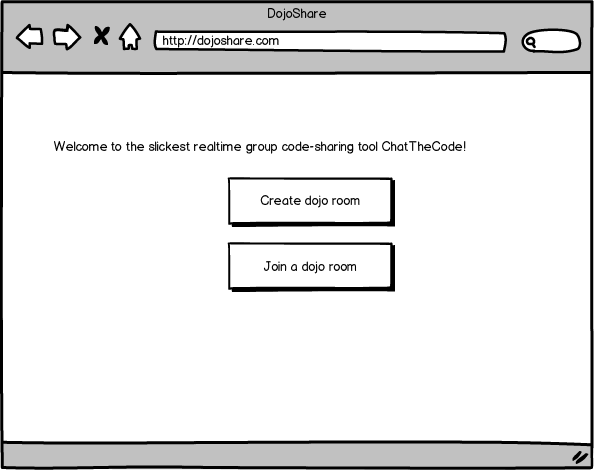 DojoShare
http://dojoshare.com
Welcome to the slickest realtime group code-sharing tool ChatTheCode!
Create dojo room
Join a dojo room